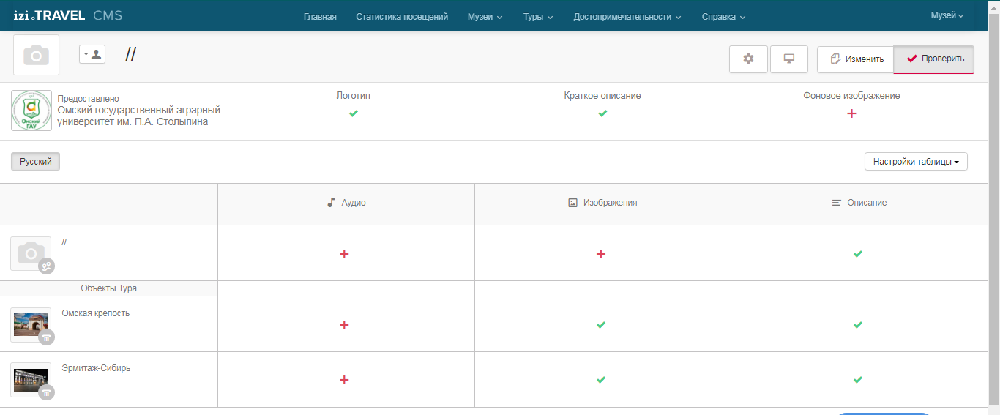 izi.TRAVEL CMS
Главная Статистика посещений Музеи Туры Достопримечательности Справка Музей
//
Изменить Проверить
Предоставлено
Омский государственный аграрный
университет им. П.А. Столыпина
Логотип Краткое описание Фоновое изображение
Омский
ГАУ
Русский Настройки таблицы
Аудио Изображения Описание
//
Объекты Тура
Омская крепость
Эрмитаж-Сибирь